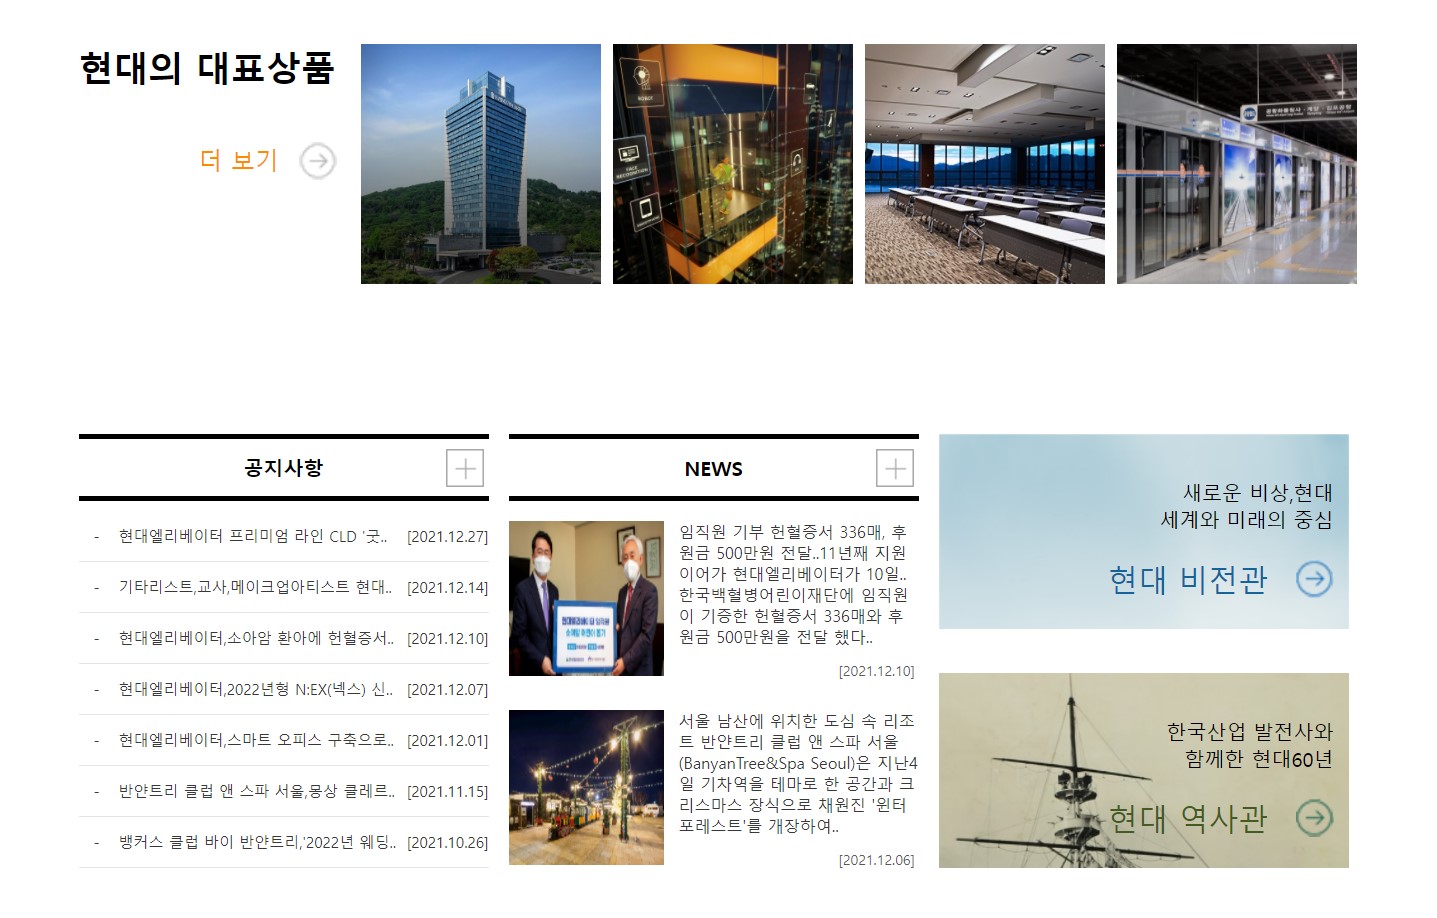 현대의 대표상품
더 보기
ROBOT
FACE
RECOGNITION
공지사항
- 현대엘리베이터 프리미엄 라인 CLD '굿.. [2021.12.27]
- 기타리스트,교사,메이크업아티스트 현대.. [2021.12.14]
- 현대엘리베이터,소아암 환아에 헌혈증서.. [2021.12.10]
- 현대엘리베이터,2022년형 N:EX(넥스) 신.. [2021.12.07]
- 현대엘리베이터,스마트 오피스 구축으로.. [2021.12.01]
- 반얀트리 클럽 앤 스파 서울,몽상 클레르.. [2021.11.15]
- 뱅커스 클럽 바이 반얀트리,'2022년 웨딩.. [2021.10.26]
NEWS
임직원 기부 헌혈증서 336매, 후
원금 500만원 전달..11년째 지원
이어가 현대엘리베이터가 10일..
한국백혈병어린이재단에 임직원
이 기증한 헌혈증서 336매와 후
원금 500만원을 전달 했다..
[2021.12.10]
서울 남산에 위치한 도심 속 리조
트 반얀트리 클럽 앤 스파 서울
(BanyanTree&Spa Seoul)은 지난4
일 기차역을 테마로 한 공간과 크
리스마스 장식으로 채원진 '윈터
포레스트'를 개장하여..
[2021.12.06]
새로운 비상,현대
세계와 미래의 중심
현대 비전관
한국산업 발전사와
함께한 현대60년
현대 역사관